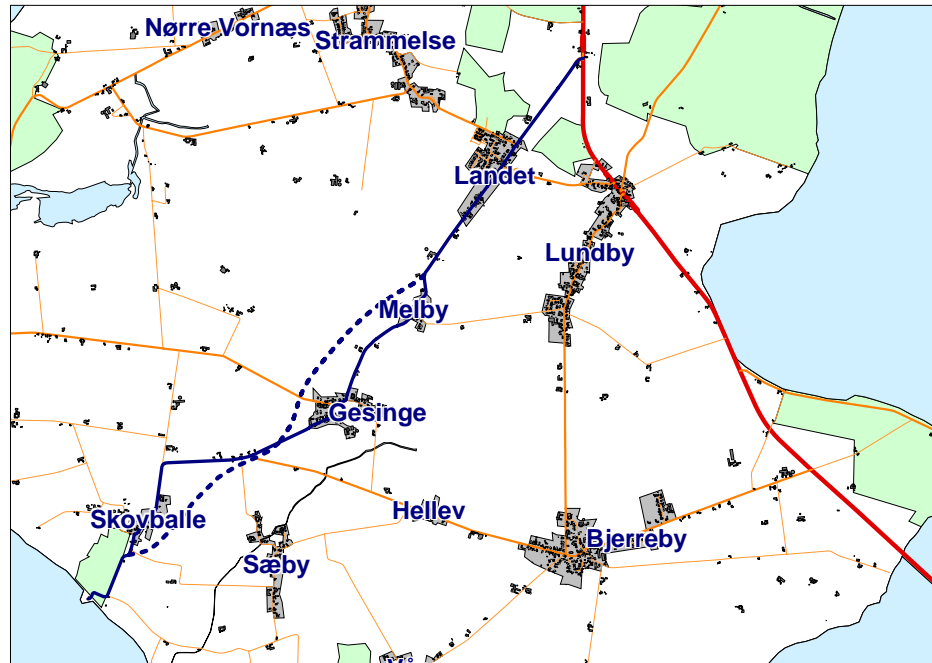 Nørre Vornæs
Strammelse
Landet
Lundby
Melby
Gesinge
Hellev
Skovballe
Bjerreby
Sæby